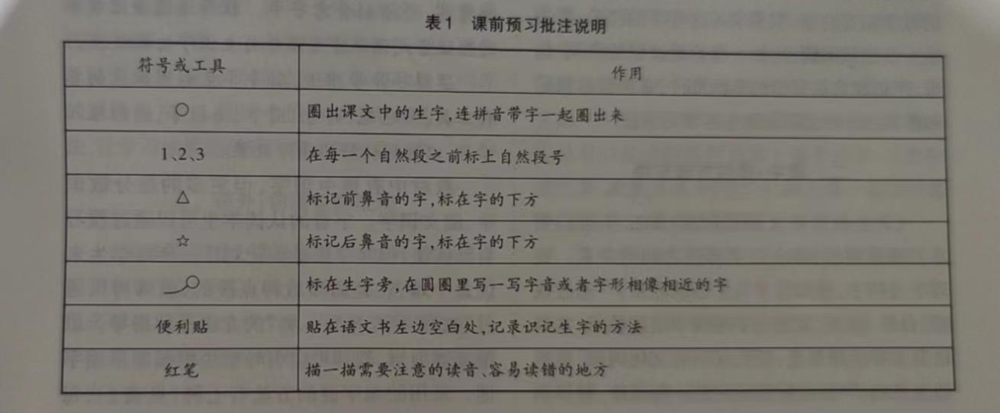 表1 课前预习批注说明
符号或工具 作用
○ 圈出课文中的生字,连拼音带字一起圈出来
1、2、3 在每一个自然段之前标上自然段号
△ 标记前鼻音的字,标在字的下方
☆ 标记后鼻音的字,标在字的下方
标在生字旁,在圆圈里写一写字音或者字形相像相近的字
便利贴 贴在语文书左边空白处,记录识记生字的方法
红笔 描一描需要注意的读音、容易读错的地方